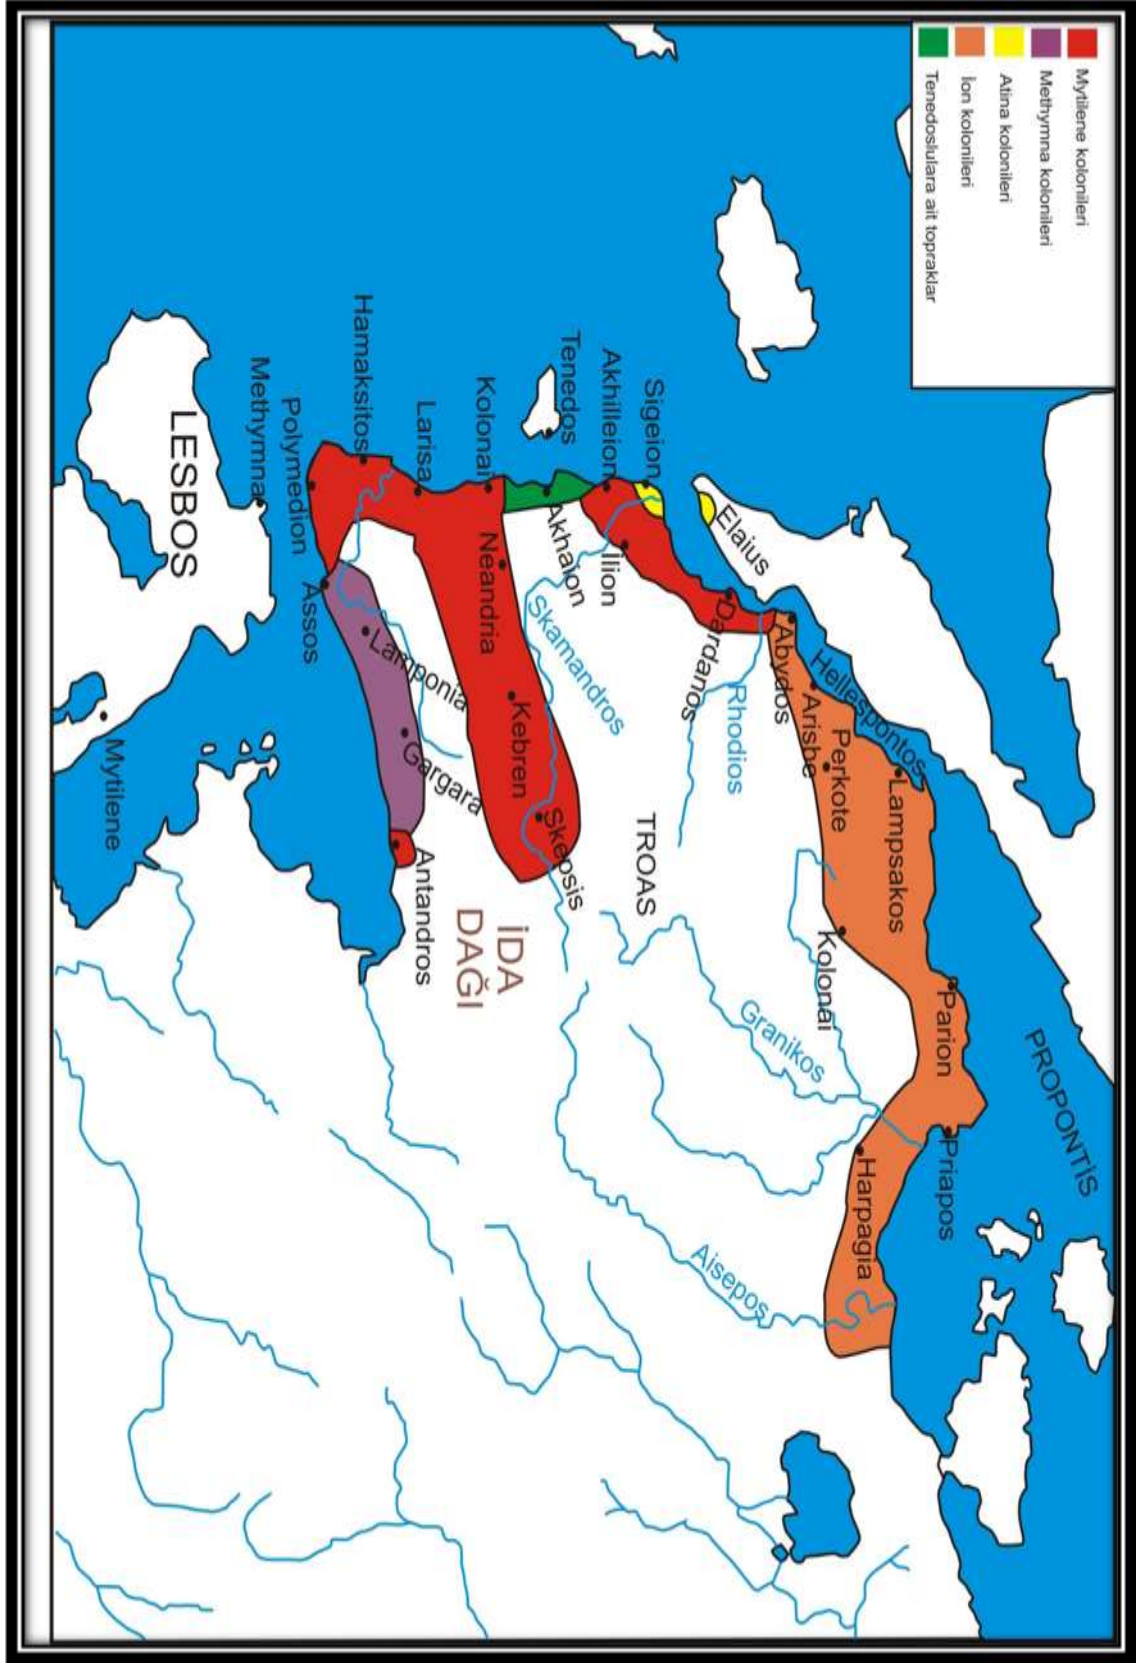 Mytilene kolonileri
Methymna kolonileri
Atina kolonileri
İon kolonileri
Tenedoslulara ait topraklar
PROPONTİS
Priapos
Parion
Harpagia
Lampsakos
Hellespontos
Perkote
Kolonai
Arisbe
Abydos
Granikos
Aisepos
Elaius
Rhodios
Dardanos
Sigeion
TROAS
Akhilleion
İlion
Skamandros
Tenedos
Akhaion
Skepsis
Kolonai
Neandria
Kebren
İDA
DAĞI
Larisa
Gargara
Lamponia
Antandros
Hamaksitos
Polymedion
Assos
Methymna
LESBOS
Mytilene